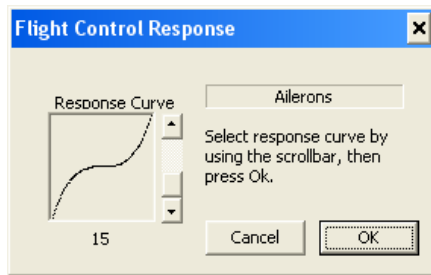 Flight Control Response
Response Curve
15
Ailerons
Select response curve by
using the scrollbar, then
press Ok.
Cancel
OK